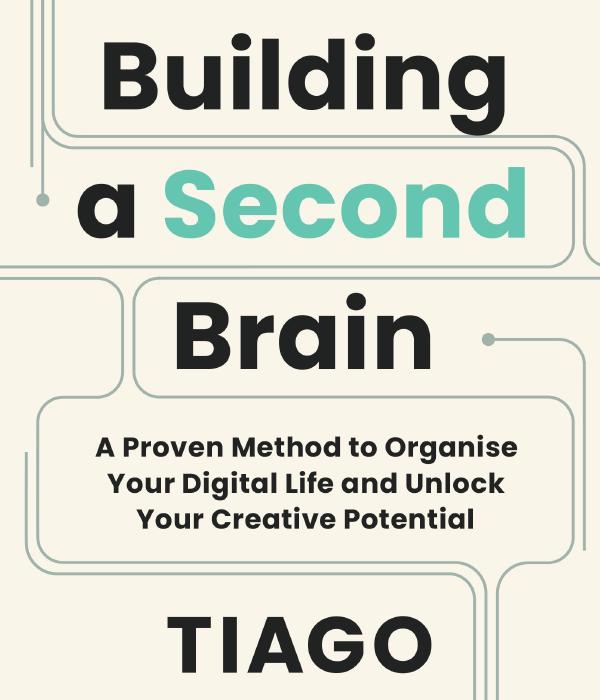 Building
a Second
Brain
A Proven Method to Organise
Your Digital Life and Unlock
Your Creative Potential
TIAGO